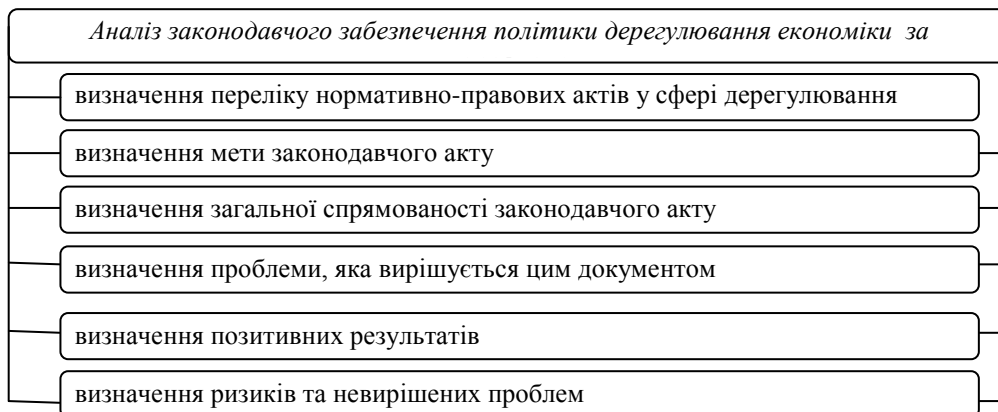 Аналіз законодавчого забезпечення політики дерегулювання економіки за
визначення переліку нормативно-правових актів у сфері дерегулювання
визначення мети законодавчого акту
визначення загальної спрямованості законодавчого акту
визначення проблеми, яка вирішується цим документом
визначення позитивних результатів
визначення ризиків та невирішених проблем